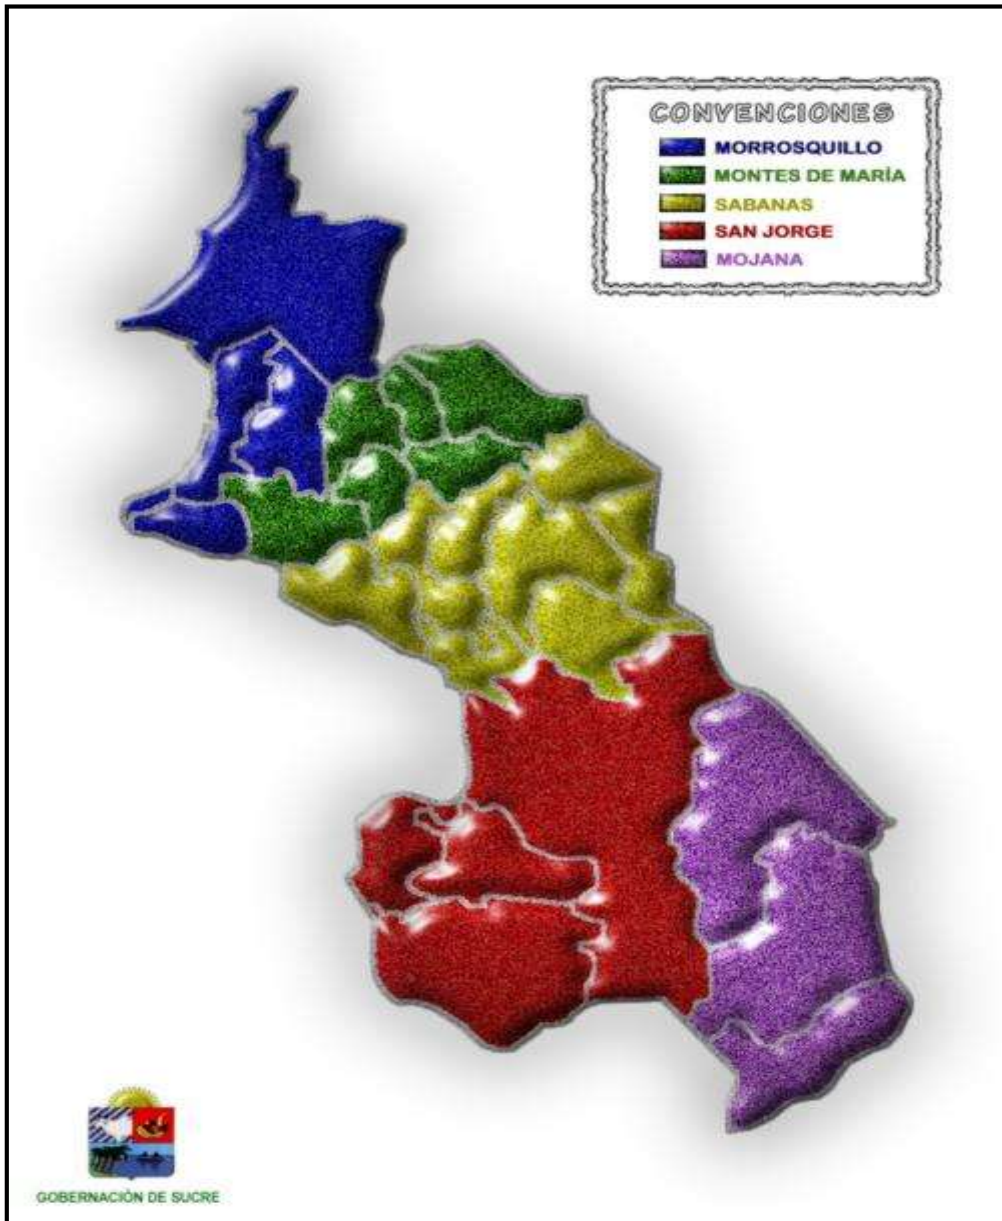 CONVENCIONES
MORROSQUILLO
MONTES DE MARÍA
SABANAS
SAN JORGE
MOJANA
GOBERNACIÓN DE SUCRE